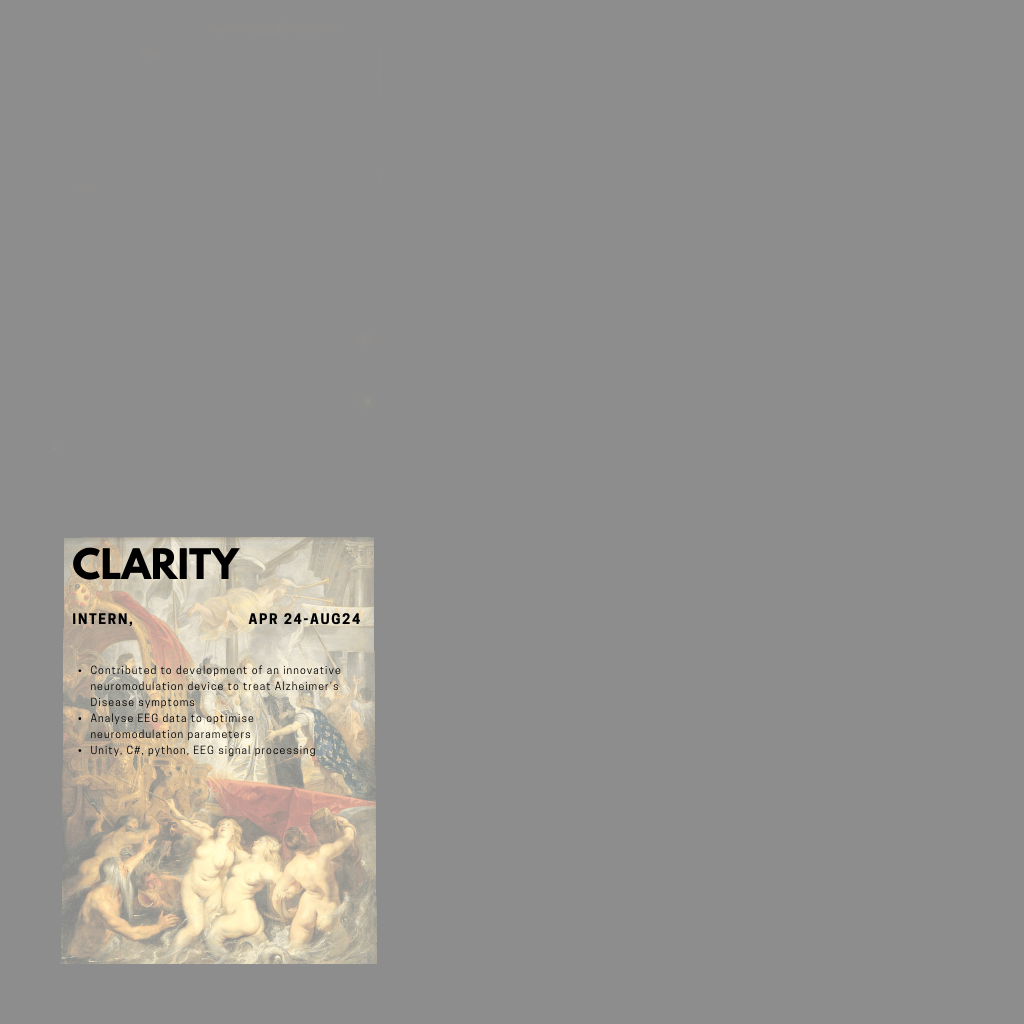 CLARITY
INTERN, APR 24-AUG24
• Contributed to development of an innovative
neuromodulation device to treat Alzheimer's
Disease symptoms
• Analyse EEG data to optimise
neuromodulation parameters
• Unity, C#, python, EEG signal processing